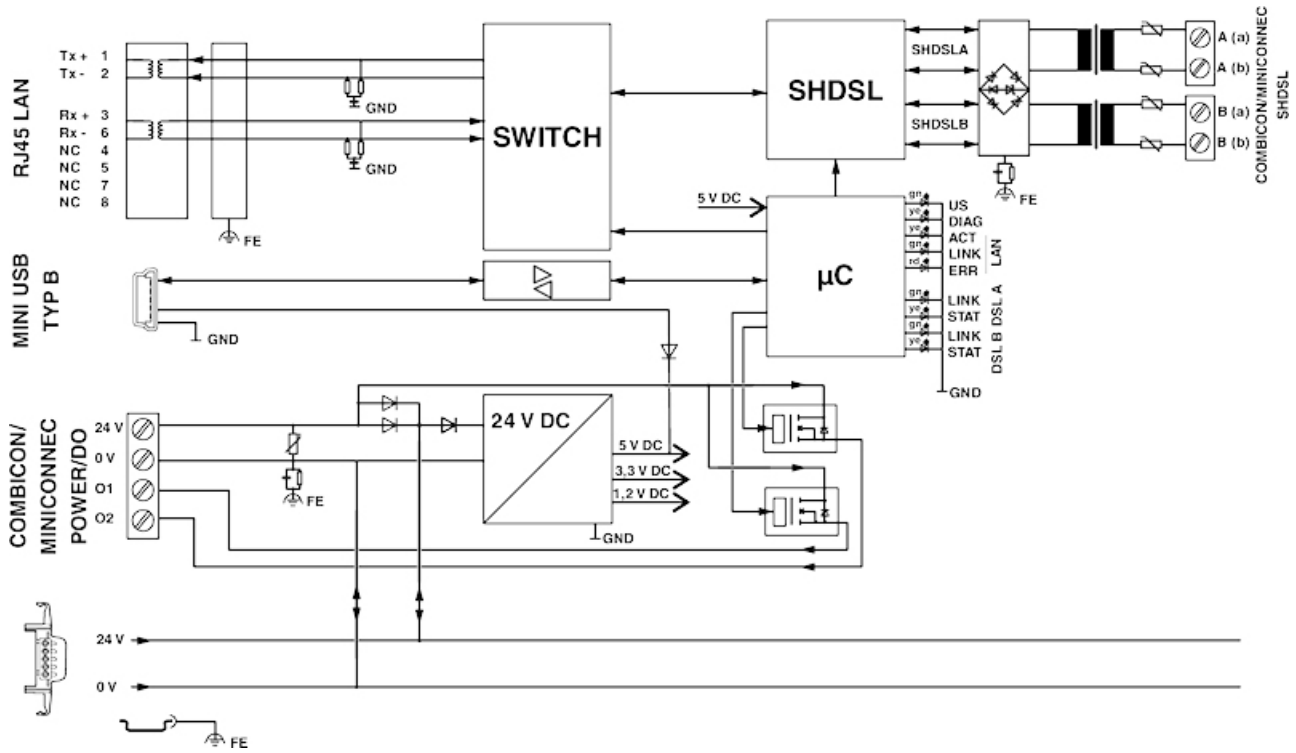 RJ45 LAN
Tx + 1
Tx - 2
Rx + 3
Rx - 6
NC 4
NC 5
NC 7
NC 8
FE
GND
GND
SWITCH
SHDSL
SHDSLA
SHDSLB
FE
A (a)
A (b)
B (a)
B (b)
COMBICON/MINICONNEC
SHDSL
5 V DC
µC
gn US
ye DIAG
ye ACT
gn LINK
rd ERR
LAN
gn LINK
ye STAT
DSL A
gn LINK
ye STAT
DSL B
GND
MINI USB
TYP B
GND
COMBICON/
MINICONNEC
POWER/DO
24 V
0 V
O1
O2
FE
24 V DC
5 V DC
3,3 V DC
1,2 V DC
GND
24 V
0 V
FE